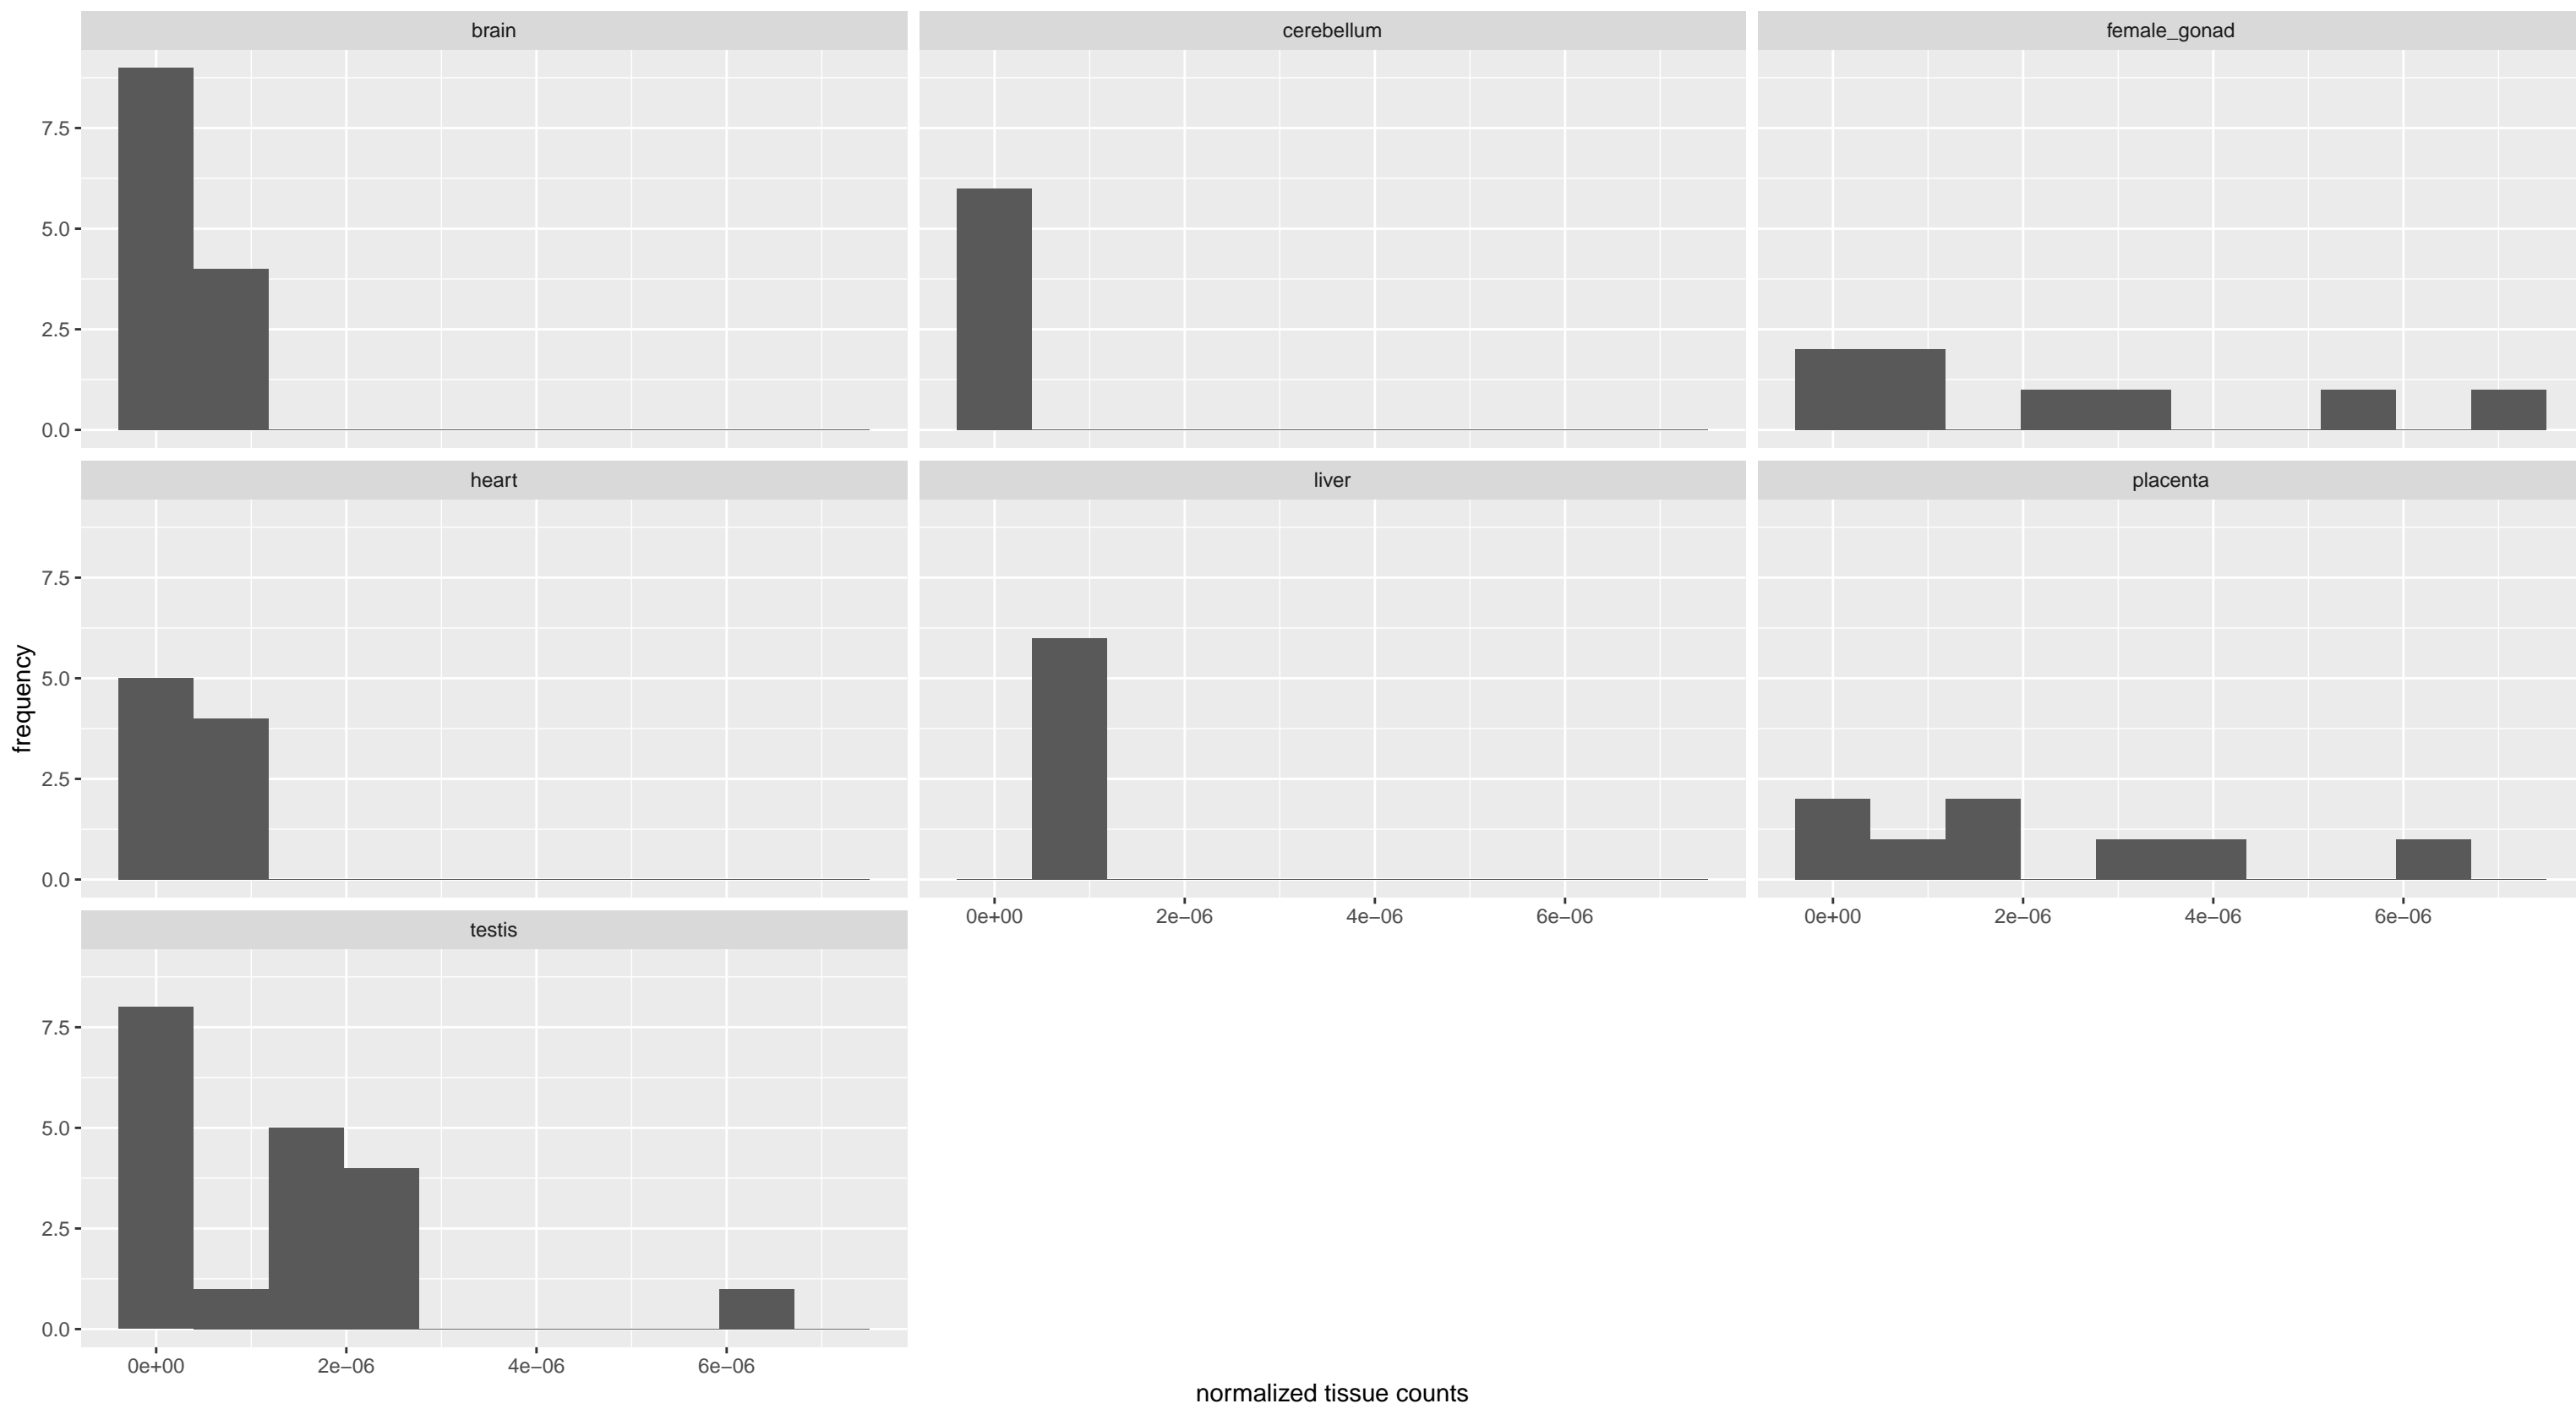 brain
cerebellum
female_gonad
7.5
5.0
2.5
0.0
heart
liver
placenta
7.5
5.0
2.5
0.0
0e+00 2e−06 4e−06 6e−06
0e+00 2e−06 4e−06 6e−06
testis
7.5
5.0
2.5
0.0
0e+00 2e−06 4e−06 6e−06
frequency
normalized tissue counts